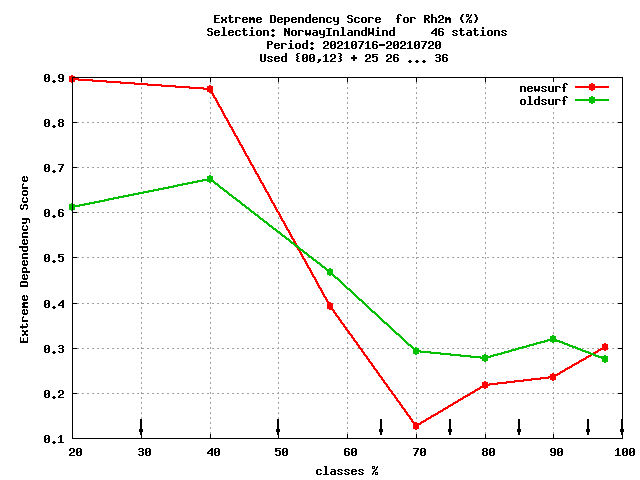 Extreme Dependency Score for Rh2m (%)
Selection: NorwayInlandWind 46 stations
Period: 20210716-20210720
Used {00,12} + 25 26 ... 36
newsurf
oldsurf
0.9
0.8
0.7
0.6
0.5
0.4
0.3
0.2
0.1
Extreme Dependency Score
20 30 40 50 60 70 80 90 100
classes %